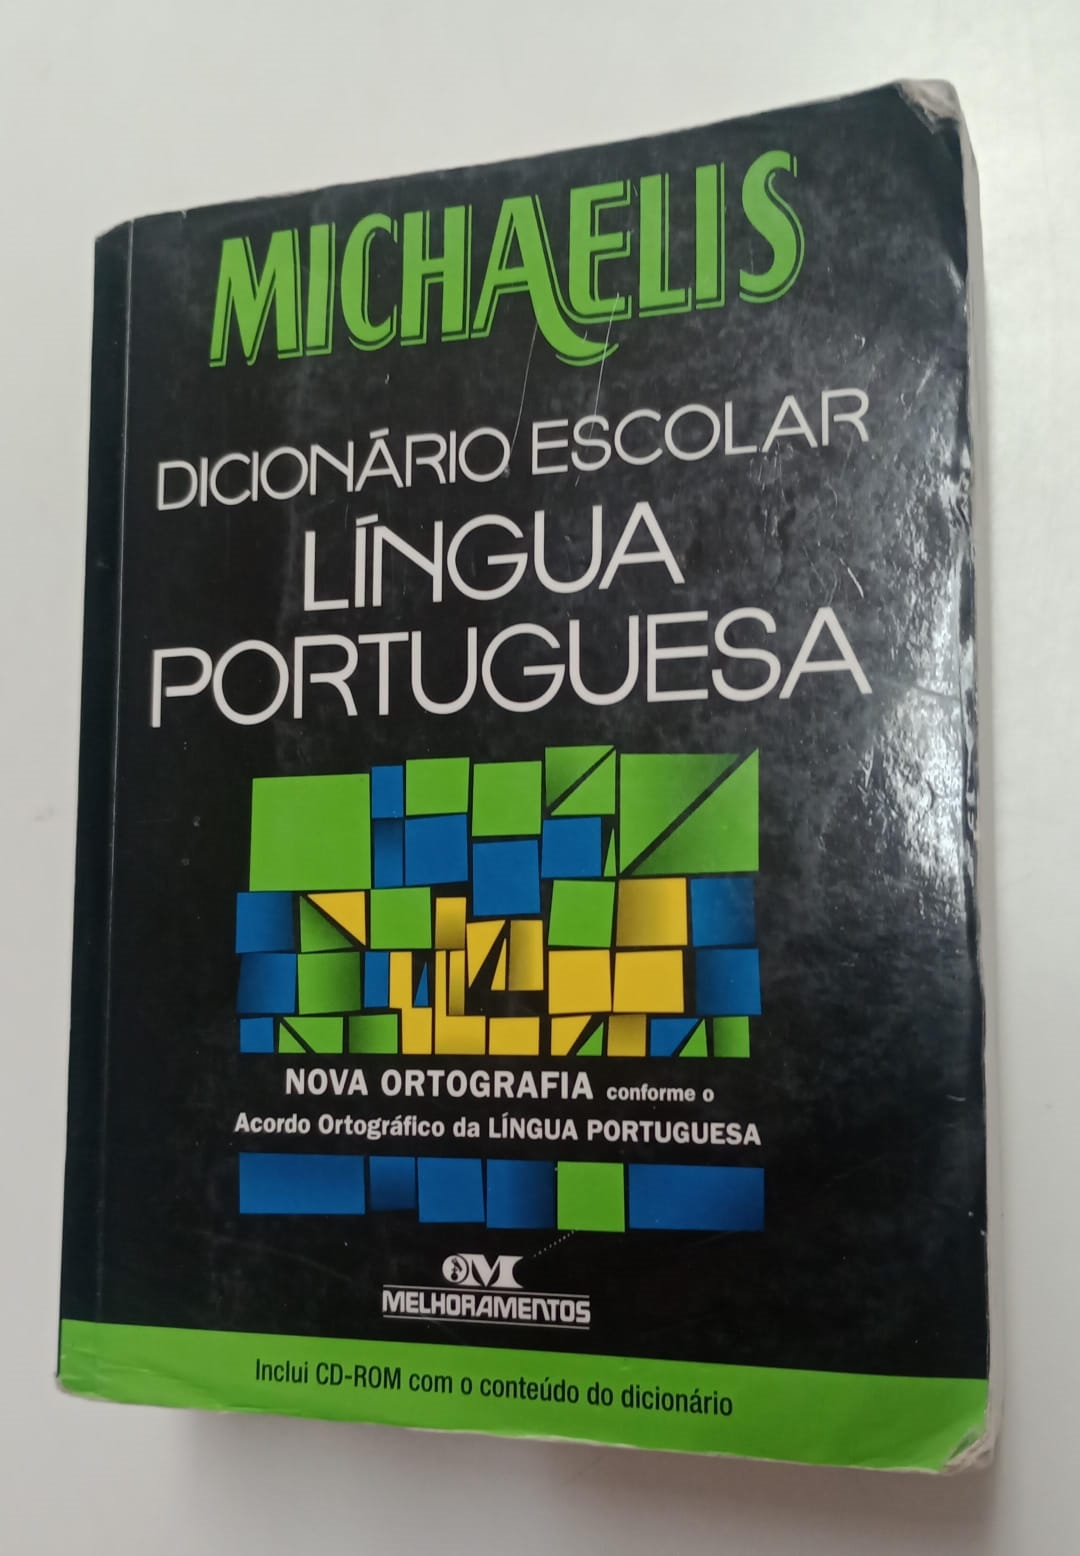 MICHAELIS
DICIONÁRIO ESCOLAR
LÍNGUA
PORTUGUESA
NOVA ORTOGRAFIA conforme o
Acordo Ortográfico da LÍNGUA PORTUGUESA
MELHORAMENTOS
Inclui CD-ROM com o conteúdo do dicionário